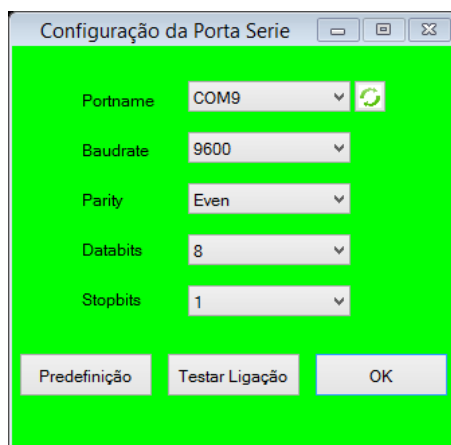 Configuração da Porta Serie
Portname COM9
Baudrate 9600
Parity Even
Databits 8
Stopbits 1
Predefinição Testar Ligação OK